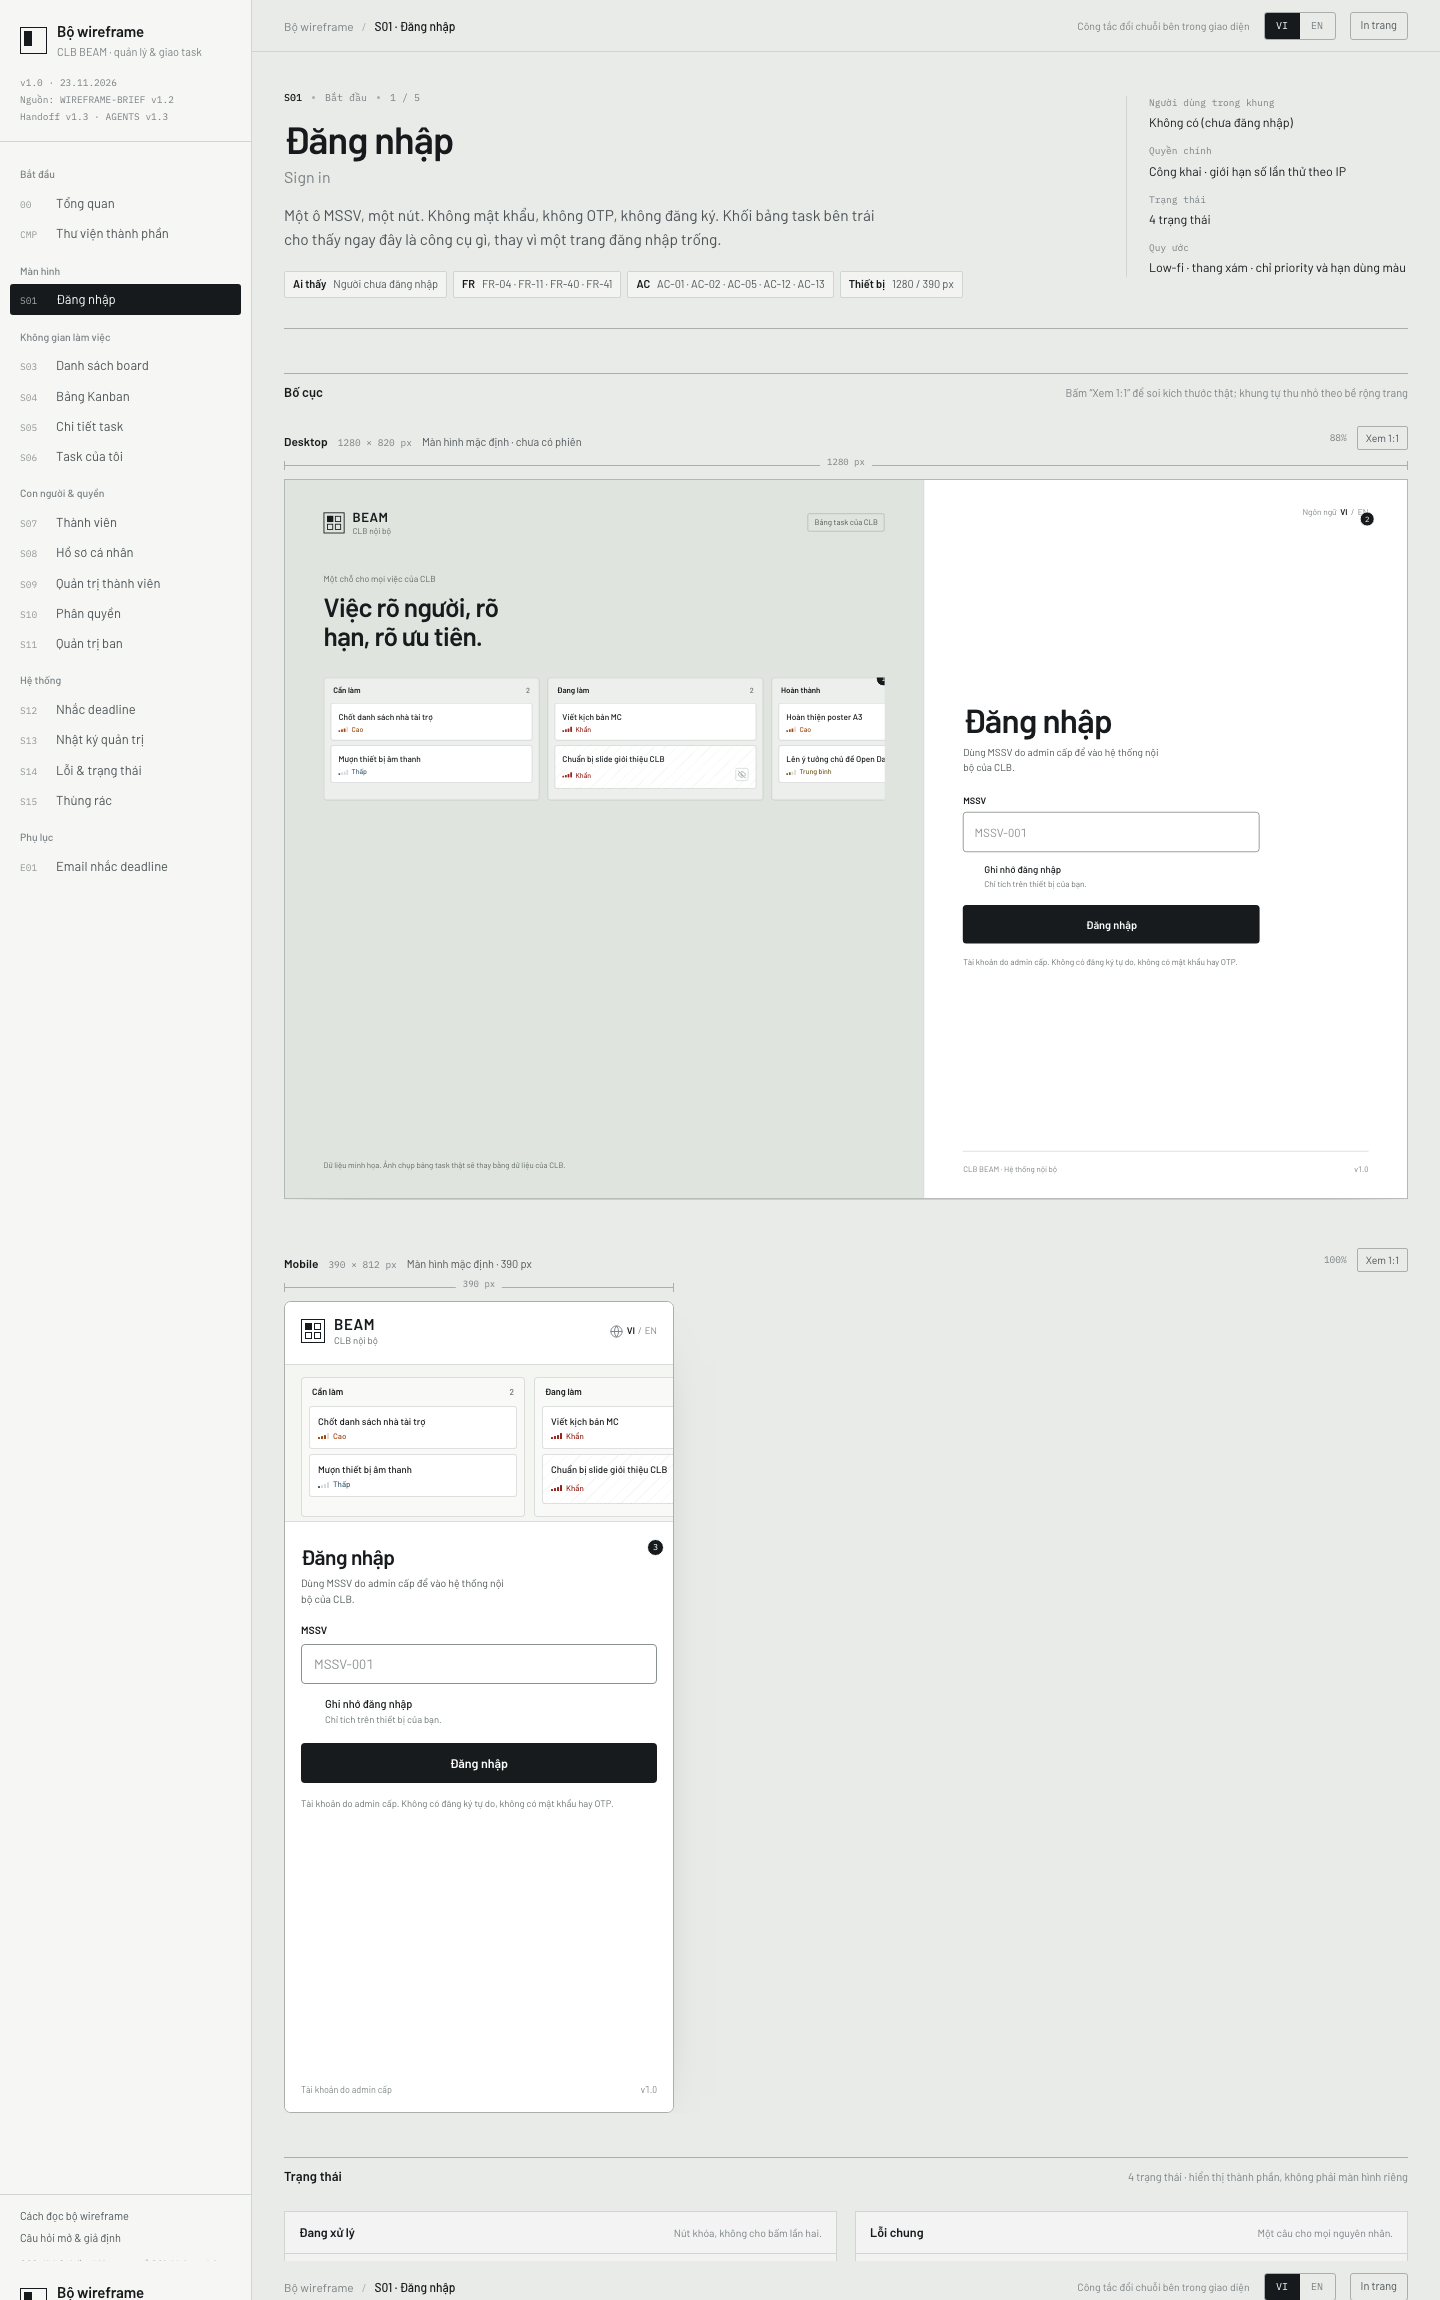 Bộ wireframe
CLB BEAM · quản lý & giao task
v1.0 · 23.11.2026
Nguồn: WIREFRAME-BRIEF v1.2
Handoff v1.3 · AGENTS v1.3
Bắt đầu
00 Tổng quan
CMP Thư viện thành phần
Màn hình
S01 Đăng nhập
Không gian làm việc
S03 Danh sách board
S04 Bảng Kanban
S05 Chi tiết task
S06 Task của tôi
Con người & quyền
S07 Thành viên
S08 Hồ sơ cá nhân
S09 Quản trị thành viên
S10 Phân quyền
S11 Quản trị ban
Hệ thống
S12 Nhắc deadline
S13 Nhật ký quản trị
S14 Lỗi & trạng thái
S15 Thùng rác
Phụ lục
E01 Email nhắc deadline
Cách đọc bộ wireframe
Câu hỏi mở & giả định
Bộ wireframe
Bộ wireframe / S01 · Đăng nhập
Công tắc đổi chuỗi bên trong giao diện VI EN In trang
S01 • Bắt đầu • 1 / 5
Đăng nhập
Sign in
Một ô MSSV, một nút. Không mật khẩu, không OTP, không đăng ký. Khối bảng task bên trái
cho thấy ngay đây là công cụ gì, thay vì một trang đăng nhập trống.
Ai thấy Người chưa đăng nhập FR FR-04 · FR-11 · FR-40 · FR-41 AC AC-01 · AC-02 · AC-05 · AC-12 · AC-13 Thiết bị 1280 / 390 px
Người dùng trong khung
Không có (chưa đăng nhập)
Quyền chính
Công khai · giới hạn số lần thử theo IP
Trạng thái
4 trạng thái
Quy ước
Low-fi · thang xám · chỉ priority và hạn dùng màu
Bố cục
Bấm "Xem 1:1" để soi kích thước thật; khung tự thu nhỏ theo bề rộng trang
Desktop 1280 × 820 px Màn hình mặc định · chưa có phiên
88% Xem 1:1
1280 px
BEAM
CLB nội bộ
Bảng task của CLB
Một chỗ cho mọi việc của CLB
Việc rõ người, rõ
hạn, rõ ưu tiên.
Cần làm 2
Chốt danh sách nhà tài trợ
Cao
Mượn thiết bị âm thanh
Thấp
Đang làm 2
Viết kịch bản MC
Khẩn
Chuẩn bị slide giới thiệu CLB
Khẩn
Hoàn thành
Hoàn thiện poster A3
Cao
Lên ý tưởng chủ đề Open Da
Trung bình
Dữ liệu minh họa. Ảnh chụp bảng task thật sẽ thay bằng dữ liệu của CLB.
Ngôn ngữ VI / EN
2
Đăng nhập
Dùng MSSV do admin cấp để vào hệ thống nội
bộ của CLB.
MSSV
MSSV-001
Ghi nhớ đăng nhập
Chỉ tích trên thiết bị của bạn.
Đăng nhập
Tài khoản do admin cấp. Không có đăng ký tự do, không có mật khẩu hay OTP.
CLB BEAM · Hệ thống nội bộ v1.0
Mobile 390 × 812 px Màn hình mặc định · 390 px
100% Xem 1:1
390 px
BEAM
CLB nội bộ
VI / EN
Cần làm 2
Chốt danh sách nhà tài trợ
Cao
Mượn thiết bị âm thanh
Thấp
Đang làm
Viết kịch bản MC
Khẩn
Chuẩn bị slide giới thiệu CLB
Khẩn
Đăng nhập
3
Dùng MSSV do admin cấp để vào hệ thống nội
bộ của CLB.
MSSV
MSSV-001
Ghi nhớ đăng nhập
Chỉ tích trên thiết bị của bạn.
Đăng nhập
Tài khoản do admin cấp. Không có đăng ký tự do, không có mật khẩu hay OTP.
Tài khoản do admin cấp v1.0
Trạng thái
4 trạng thái · hiển thị thành phần, không phải màn hình riêng
Đang xử lý Nút khóa, không cho bấm lần hai.
Lỗi chung Một câu cho mọi nguyên nhân.
Bộ wireframe / S01 · Đăng nhập
Công tắc đổi chuỗi bên trong giao diện VI EN In trang